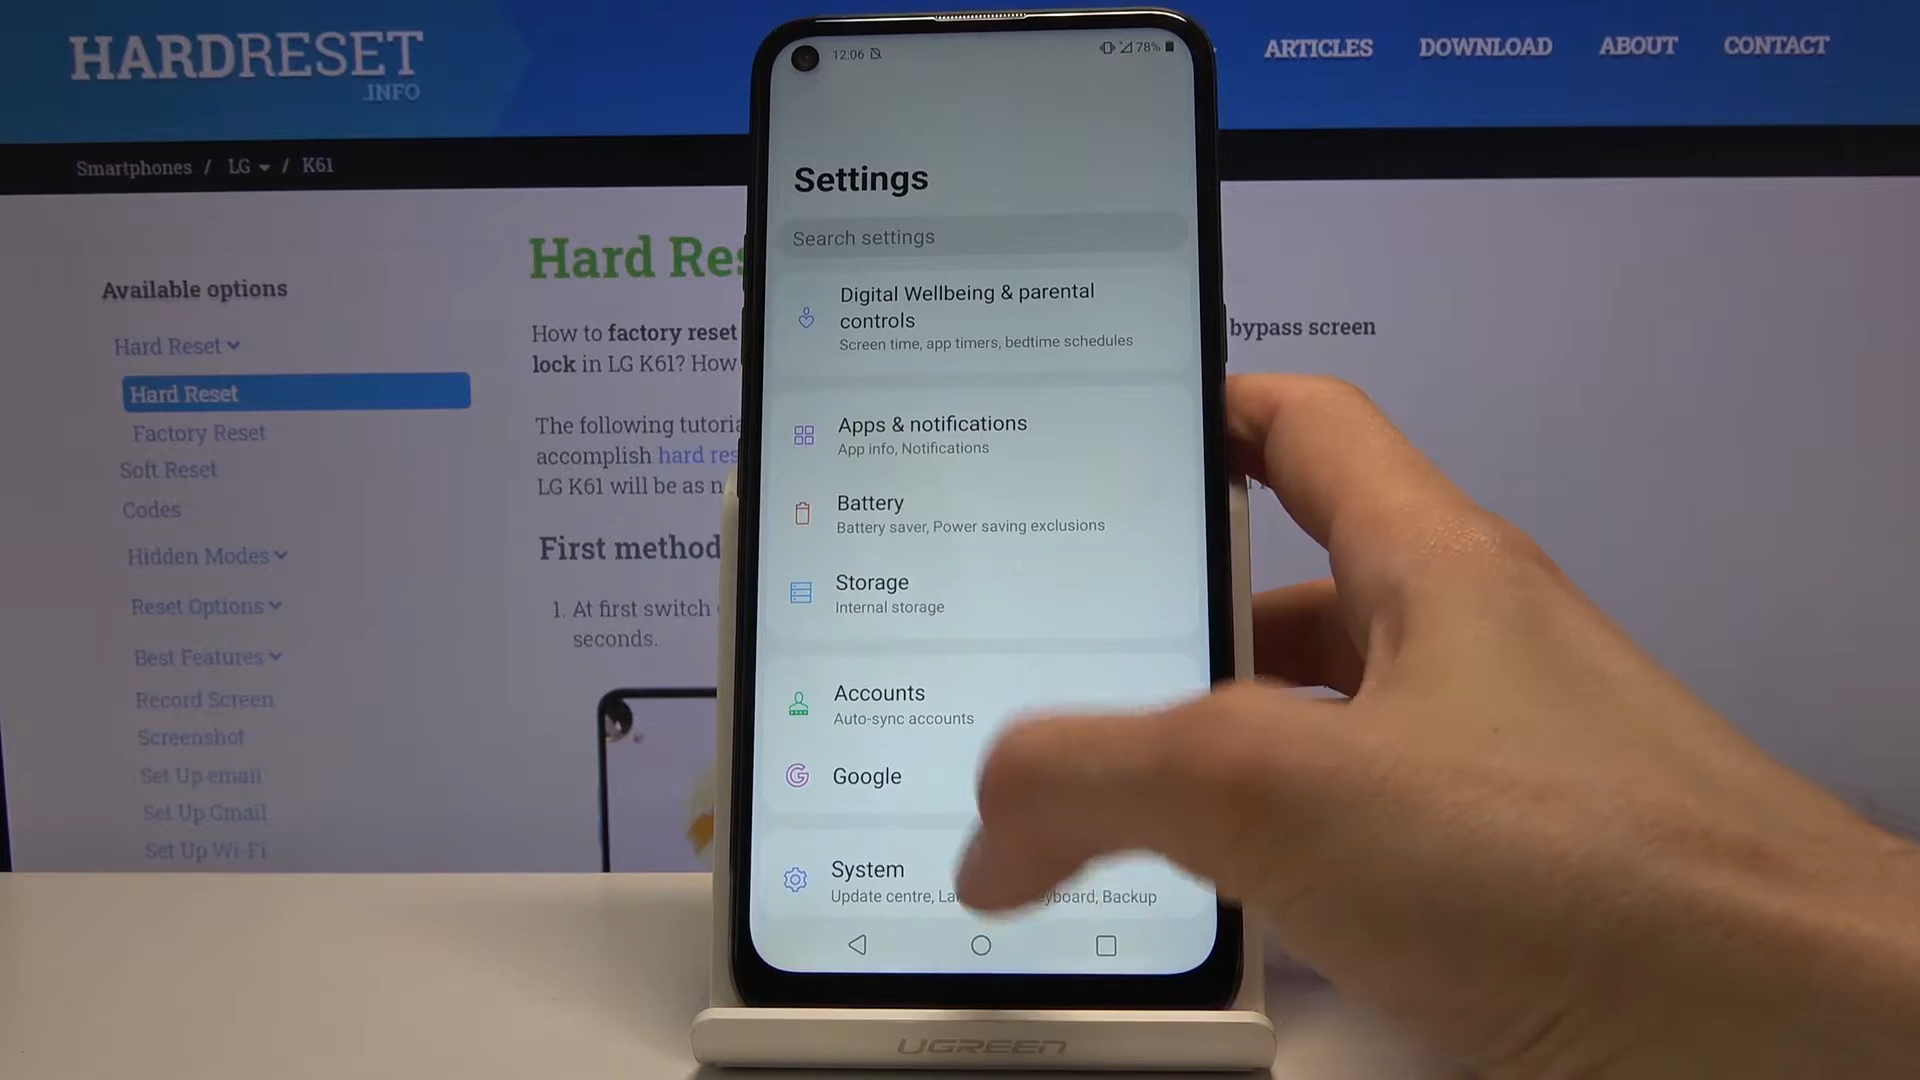 HARDRESET
.INFO
ARTICLES
DOWNLOAD
ABOUT
CONTACT
Smartphones / LG / K61
Available options
Hard Reset
Hard Reset
Factory Reset
Soft Reset
Codes
Hidden Modes
Reset Options
Best Features
Record Screen
Screenshot
Set Up email
Set Up Gmail
Set Up Wi-Fi
Hard Res
How to factory reset
bypass screen
lock in LG K61? How
The following tutoria
accomplish hard res
LG K61 will be as n
First method
1. At first switch
seconds.
12:06
78%
Settings
Search settings
Digital Wellbeing & parental
controls
Screen time, app timers, bedtime schedules
Apps & notifications
App info, Notifications
Battery
Battery saver, Power saving exclusions
Storage
Internal storage
Accounts
Auto-sync accounts
Google
System
Update centre, La eyboard, Backup
UGREEN